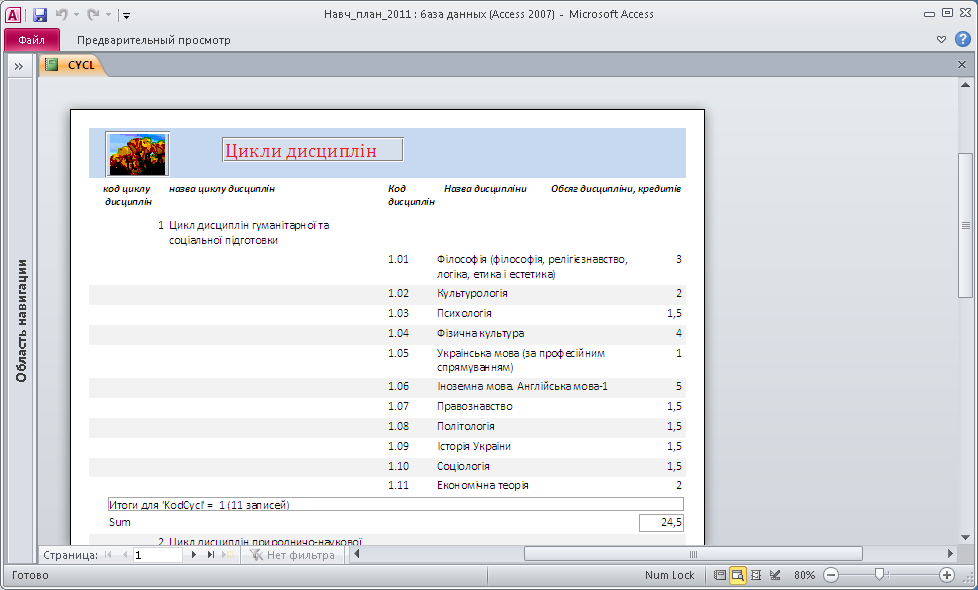 Навч_план_2011 : база данных (Access 2007) - Microsoft Access
Файл Предварительный просмотр
CYCL
Область навигации
Цикли дисциплін
код циклу дисциплін назва циклу дисциплін Код дисциплін Назва дисципліни Обсяг дисципліни, кредитів
1 Цикл дисциплін гуманітарної та
соціальної підготовки
1.01 Філософія (філософія, релігієзнавство, 3
логіка, етика і естетика)
1.02 Культурологія 2
1.03 Психологія 1,5
1.04 Фізична культура 4
1.05 Українська мова (за професійним 1
спрямуванням)
1.06 Іноземна мова. Англійська мова-1 5
1.07 Правознавство 1,5
1.08 Політологія 1,5
1.09 Історія України 1,5
1.10 Соціологія 1,5
1.11 Економічна теорія 2
Итоги для 'KodCycl' = 1 (11 записей)
Sum 24,5
2 Цикл дисциплін природничо-наукової
Страница: 1 Нет фильтра
Готово Num Lock 80%